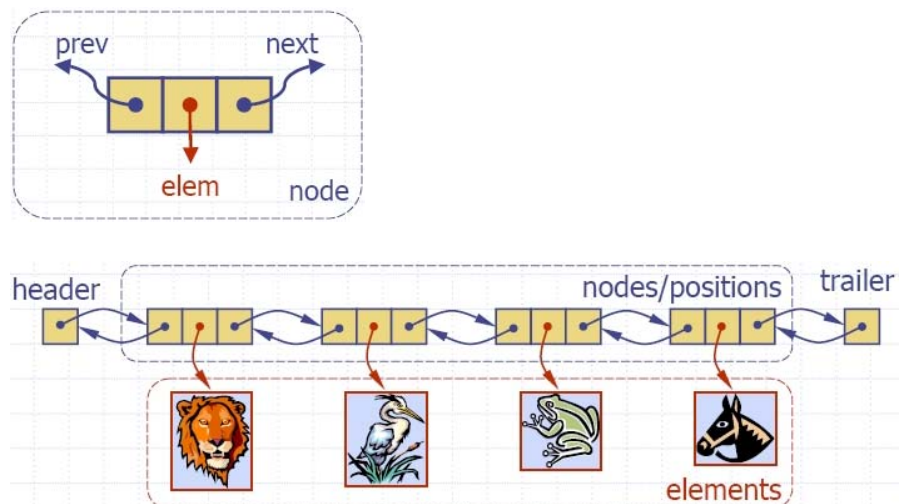 prev next
elem
node
header nodes/positions trailer
elements